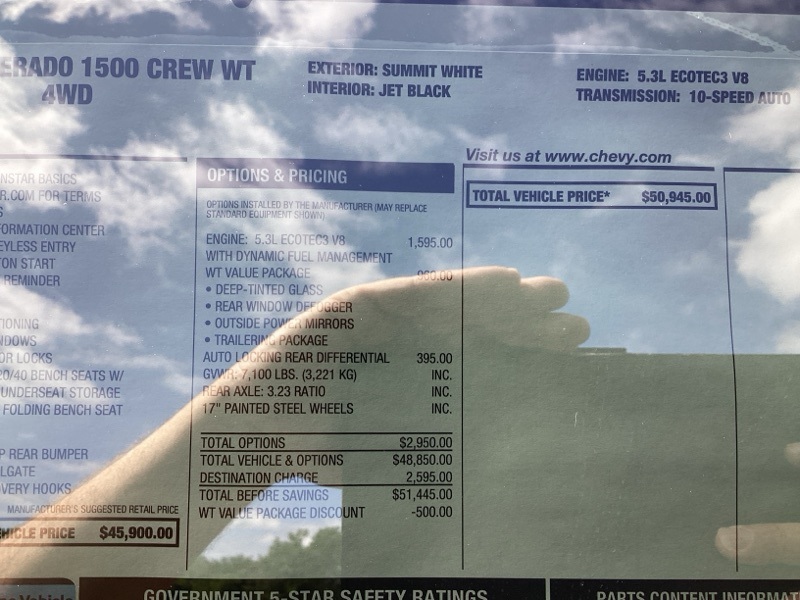 ERADO 1500 CREW WT
4WD
EXTERIOR: SUMMIT WHITE
INTERIOR: JET BLACK
ENGINE: 5.3L ECOTEC3 V8
TRANSMISSION: 10-SPEED AUTO
NSTAR BASICS
R.COM FOR TERMS
S
FORMATION CENTER
EYLESS ENTRY
ON START
REMINDER
IONING
NDOWS
OR LOCKS
20/40 BENCH SEATS W/
UNDERSEAT STORAGE
FOLDING BENCH SEAT
P REAR BUMPER
LGATE
VERY HOOKS
MANUFACTURER'S SUGGESTED RETAIL PRICE
HICLE PRICE $45,900.00
OPTIONS & PRICING
OPTIONS INSTALLED BY THE MANUFACTURER (MAY REPLACE
STANDARD EQUIPMENT SHOWN)
ENGINE: 5.3L ECOTEC3 V8 1,595.00
WITH DYNAMIC FUEL MANAGEMENT
WT VALUE PACKAGE 960.00
• DEEP-TINTED GLASS
• REAR WINDOW DEFOGGER
• OUTSIDE POWER MIRRORS
• TRAILERING PACKAGE
AUTO LOCKING REAR DIFFERENTIAL 395.00
GVWR: 7,100 LBS. (3,221 KG) INC.
REAR AXLE: 3.23 RATIO INC.
17" PAINTED STEEL WHEELS INC.
TOTAL OPTIONS $2,950.00
TOTAL VEHICLE & OPTIONS $48,850.00
DESTINATION CHARGE 2,595.00
TOTAL BEFORE SAVINGS $51,445.00
WT VALUE PACKAGE DISCOUNT -500.00
Visit us at www.chevy.com
TOTAL VEHICLE PRICE* $50,945.00
GOVERNMENT 5-STAR SAFETY RATINGS
PARTS CONTENT INFORMAT